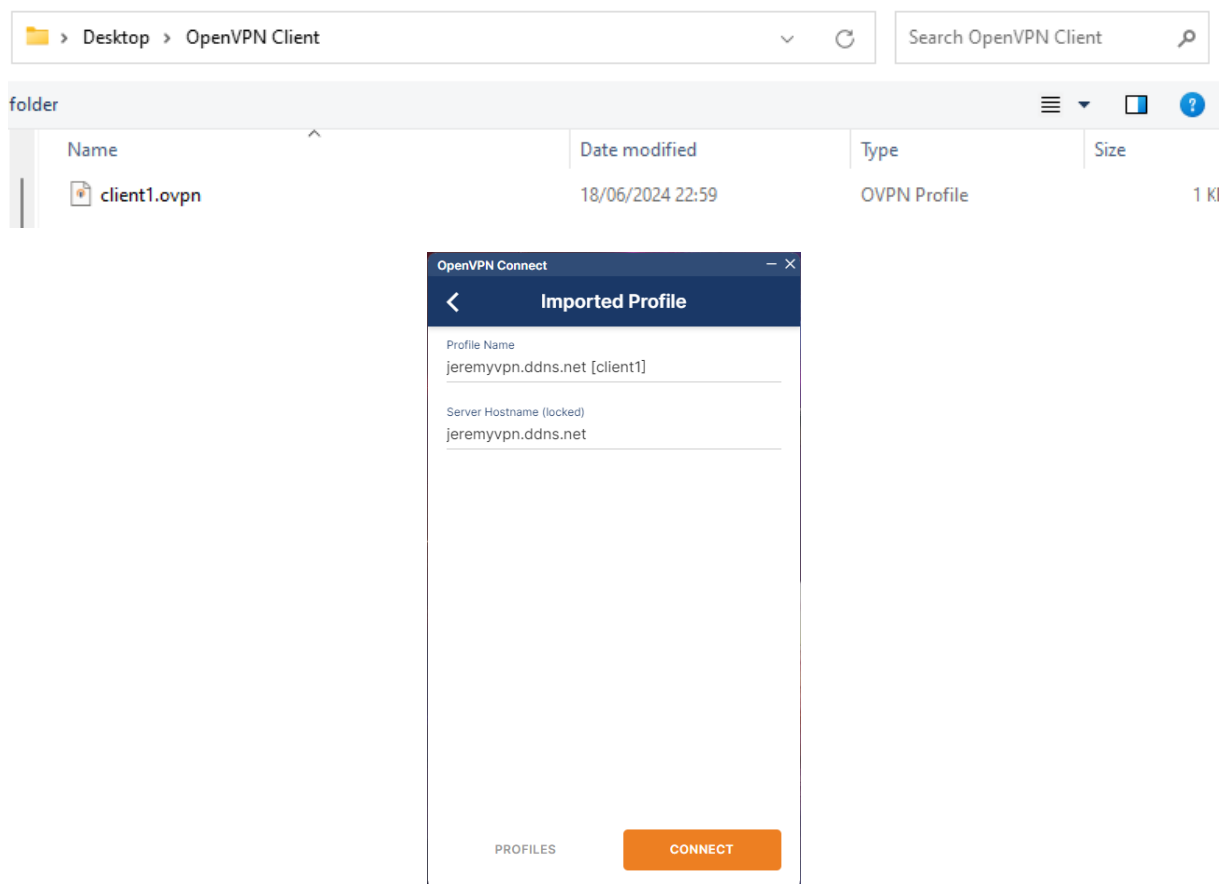 Desktop > OpenVPN Client
Search OpenVPN Client
folder
Name Date modified Type Size
client1.ovpn 18/06/2024 22:59 OVPN Profile 1
OpenVPN Connect
Imported Profile
Profile Name
jeremyvpn.ddns.net [client1]
Server Hostname (locked)
jeremyvpn.ddns.net
PROFILES CONNECT